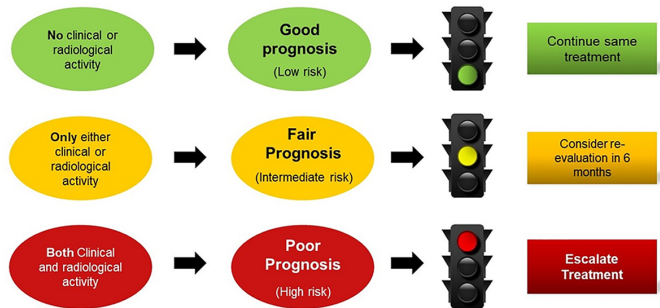 No clinical or
radiological
activity
Good
prognosis
(Low risk)
Continue same
treatment
Only either
clinical or
radiological
activity
Fair
Prognosis
(Intermediate risk)
Consider re-
evaluation in 6
months
Both Clinical
and radiological
activity
Poor
Prognosis
(High risk)
Escalate
Treatment